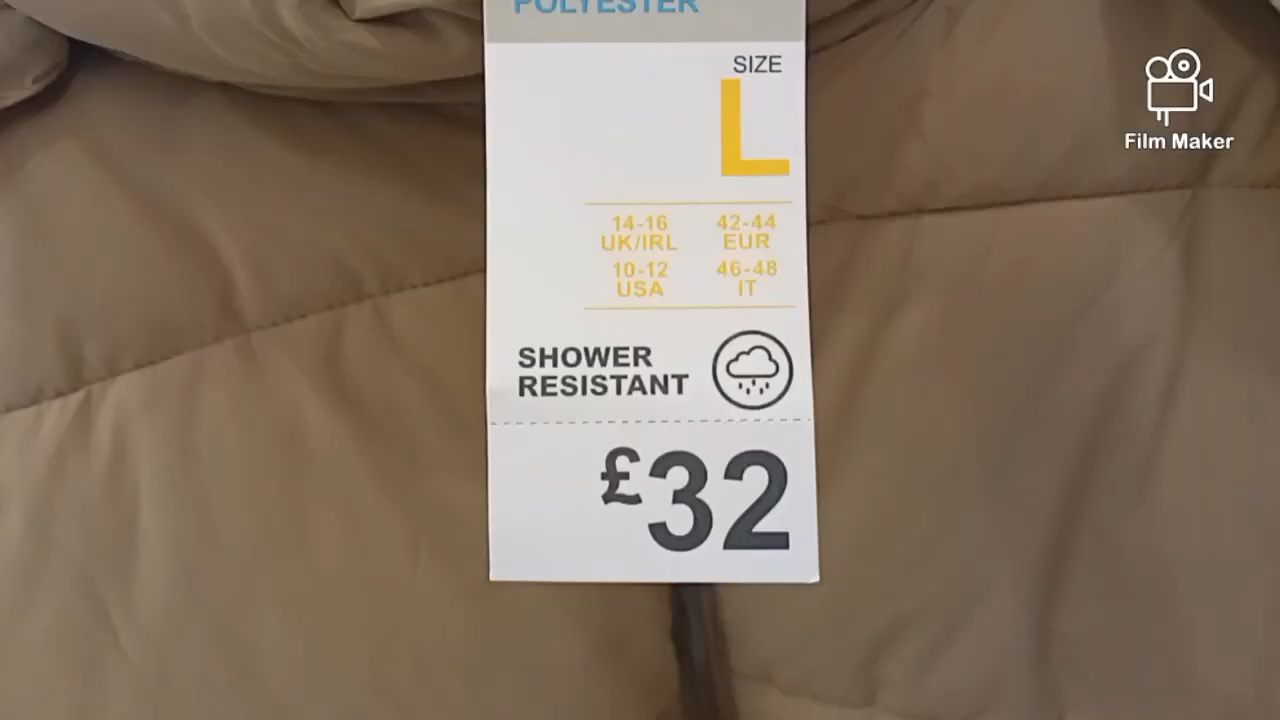 POLYESTER
SIZE
L
14-16 42-44
UK/IRL EUR
10-12 46-48
USA IT
SHOWER
RESISTANT
£32
Film Maker